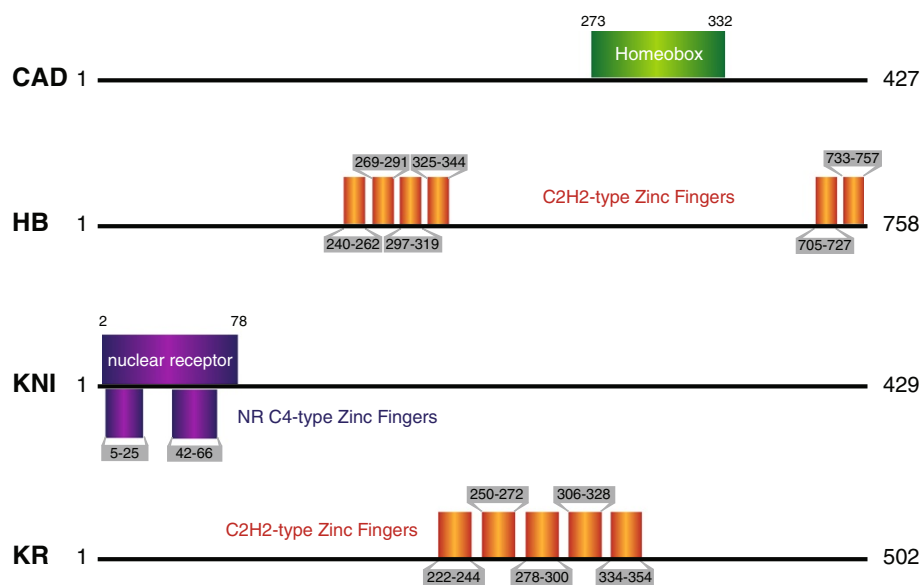 273 332
Homeobox
CAD 1 427
269-291 325-344 733-757
C2H2-type Zinc Fingers
HB 1 758
240-262 297-319 705-727
2 78
nuclear receptor
KNI 1 429
NR C4-type Zinc Fingers
5-25 42-66
250-272 306-328
C2H2-type Zinc Fingers
KR 1 502
222-244 278-300 334-354